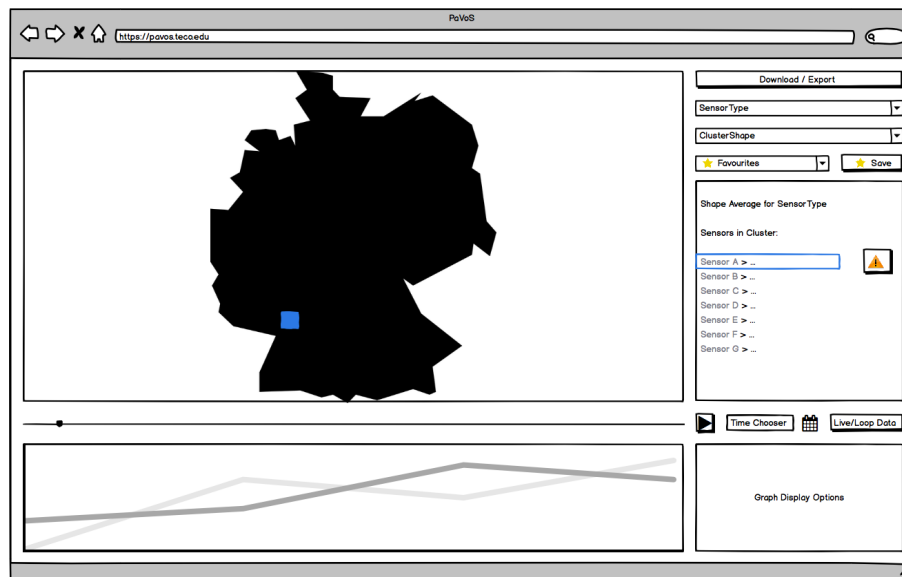 PaVoS
https://pavos.teco.edu
Download / Export
SensorType
ClusterShape
Favourites
Save
Shape Average for SensorType
Sensors in Cluster:
Sensor A > ...
Sensor B > ...
Sensor C > ...
Sensor D > ...
Sensor E > ...
Sensor F > ...
Sensor G > ...
Time Chooser
Live/Loop Data
Graph Display Options